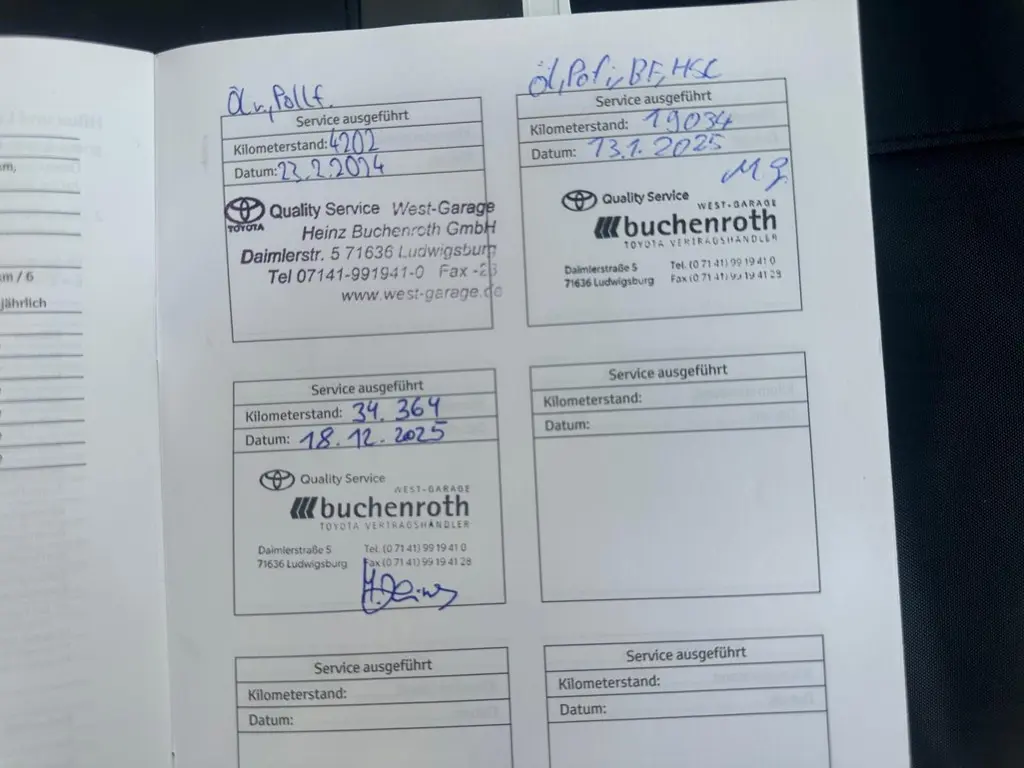 m,
m / 6
jährlich
Öl, Pollf.
Service ausgeführt
Kilometerstand: 4202
Datum: 23.2.2024
TOYOTA
Quality Service West-Garage
Heinz Buchenroth GmbH
Daimlerstr. 5 71636 Ludwigsburg
Tel 07141-991941-0 Fax -28
www.west-garage.de
Öl, Pofi, BF, HSC
Service ausgeführt
Kilometerstand: 19034
Datum: 13.1.2025
Quality Service
WEST-GARAGE
buchenroth
TOYOTA VERTRAGSHÄNDLER
Daimlerstraße 5 Tel. (0 71 41) 99 19 41 0
71636 Ludwigsburg Fax (0 71 41) 99 19 41 28
Service ausgeführt
Kilometerstand: 34.364
Datum: 18.12.2025
Quality Service
WEST-GARAGE
buchenroth
TOYOTA VERTRAGSHÄNDLER
Daimlerstraße 5 Tel. (0 71 41) 99 19 41 0
71636 Ludwigsburg Fax (0 71 41) 99 19 41 28
Service ausgeführt
Kilometerstand:
Datum:
Service ausgeführt
Kilometerstand:
Datum:
Service ausgeführt
Kilometerstand:
Datum: